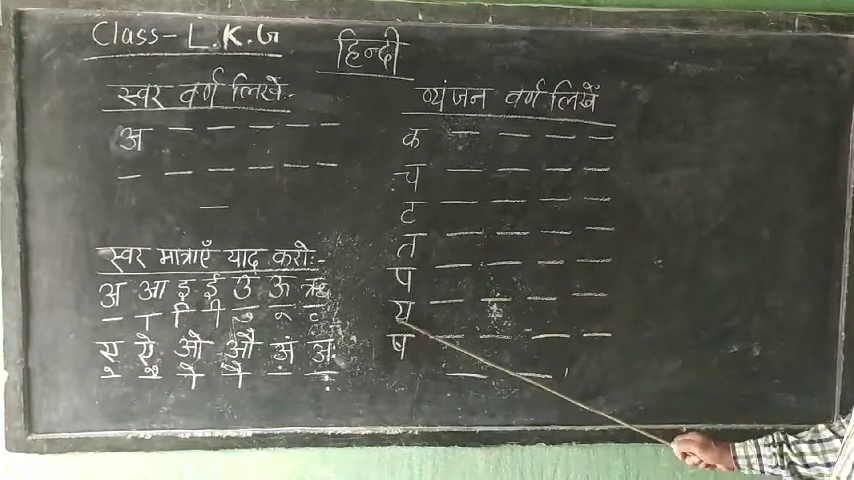 Class- L.K.G
हिन्दी
स्वर वर्ण लिखें:-
अ _ _ _ _ _
_ _ _ _ _ _
_
स्वर मात्राएँ याद करो:-
अ आ इ ई उ ऊ ऋ
_ ा ि ी ु ू ृ
ए ऐ ओ औ अं अः
े ै ो ौ ं ः
व्यंजन वर्ण लिखें
क _ _ _ _
च _ _ _ _
ट _ _ _ _
त _ _ _ _
प _ _ _ _
य _ _ _ _
ष _ _